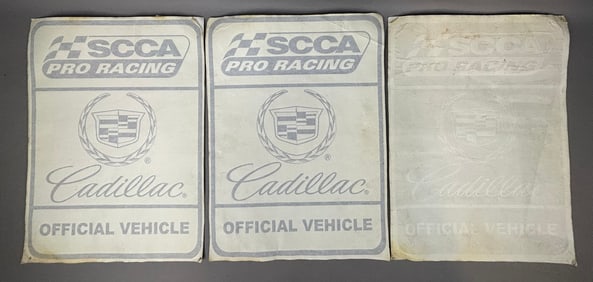 SCCA
PRO RACING
®
Cadillac®
OFFICIAL VEHICLE
SCCA
PRO RACING
®
Cadillac®
OFFICIAL VEHICLE
SCCA
PRO RACING
Cadillac
OFFICIAL VEHICLE